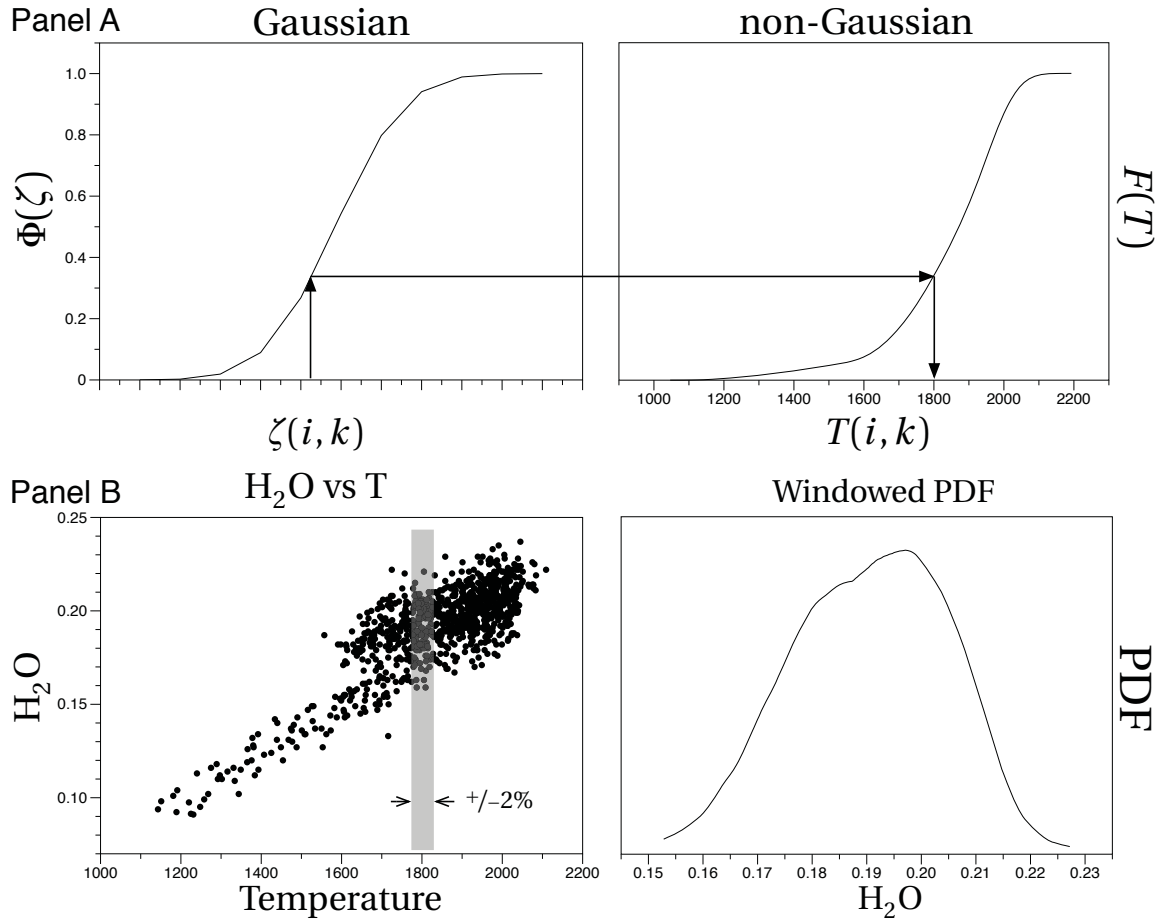 Panel A
Gaussian
non-Gaussian
1.0
0.8
0.6
0.4
0.2
0
Φ(ζ)
F(T)
1000 1200 1400 1600 1800 2000 2200
ζ(i, k)
T(i, k)
Panel B
H₂O vs T
Windowed PDF
0.25
0.20
0.15
0.10
H₂O
+/−2%
PDF
1000 1200 1400 1600 1800 2000 2200
0.15 0.16 0.17 0.18 0.19 0.20 0.21 0.22 0.23
Temperature
H₂O